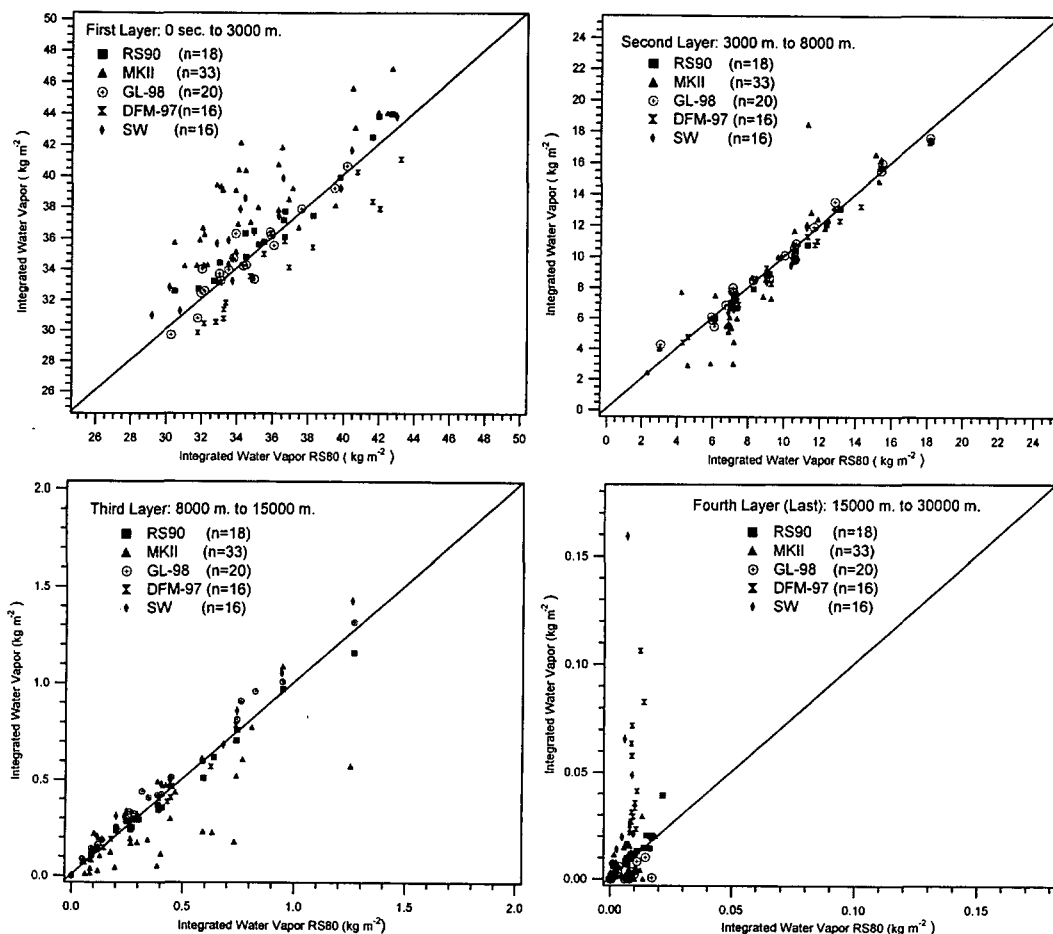 First Layer: 0 sec. to 3000 m.
RS90 (n=18)
MKII (n=33)
GL-98 (n=20)
DFM-97(n=16)
SW (n=16)
50
48
46
44
42
40
38
36
34
32
30
28
26
Integrated Water Vapor ( kg m-2)
26 28 30 32 34 36 38 40 42 44 46 48 50
Integrated Water Vapor RS80 ( kg m-2)
Second Layer: 3000 m. to 8000 m.
RS90 (n=18)
MKII (n=33)
GL-98 (n=20)
DFM-97 (n=16)
SW (n=16)
24
22
20
18
16
14
12
10
8
6
4
2
0
Integrated Water Vapor ( kg m-2)
0 2 4 6 8 10 12 14 16 18 20 22 24
Integrated Water Vapor RS80 ( kg m-2)
Third Layer: 8000 m. to 15000 m.
RS90 (n=18)
MKII (n=33)
GL-98 (n=20)
DFM-97 (n=16)
SW (n=16)
2.0
1.5
1.0
0.5
0.0
Integrated Water Vapor (kg m-2)
0.0 0.5 1.0 1.5 2.0
Integrated Water Vapor RS80 (kg m-2)
Fourth Layer (Last): 15000 m. to 30000 m.
RS90 (n=18)
MKII (n=33)
GL-98 (n=20)
DFM-97 (n=16)
SW (n=16)
0.15
0.10
0.05
0.00
Integrated Water Vapor (kg m-2)
0.00 0.05 0.10 0.15
Integrated Water Vapor RS80 (kg m-2)